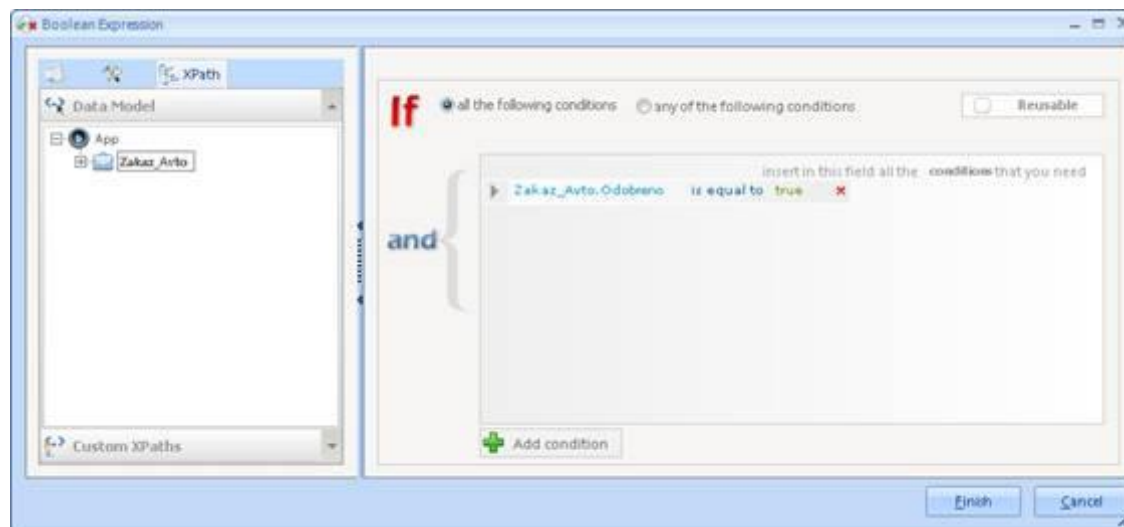 Boolean Expression
XPath
Data Model
App
Zakaz_Avto
Custom XPaths
If all the following conditions any of the following conditions Reusable
insert in this field all the conditions that you need
Zakaz_Avto.Odobreno is equal to true
and
Add condition
Finish Cancel